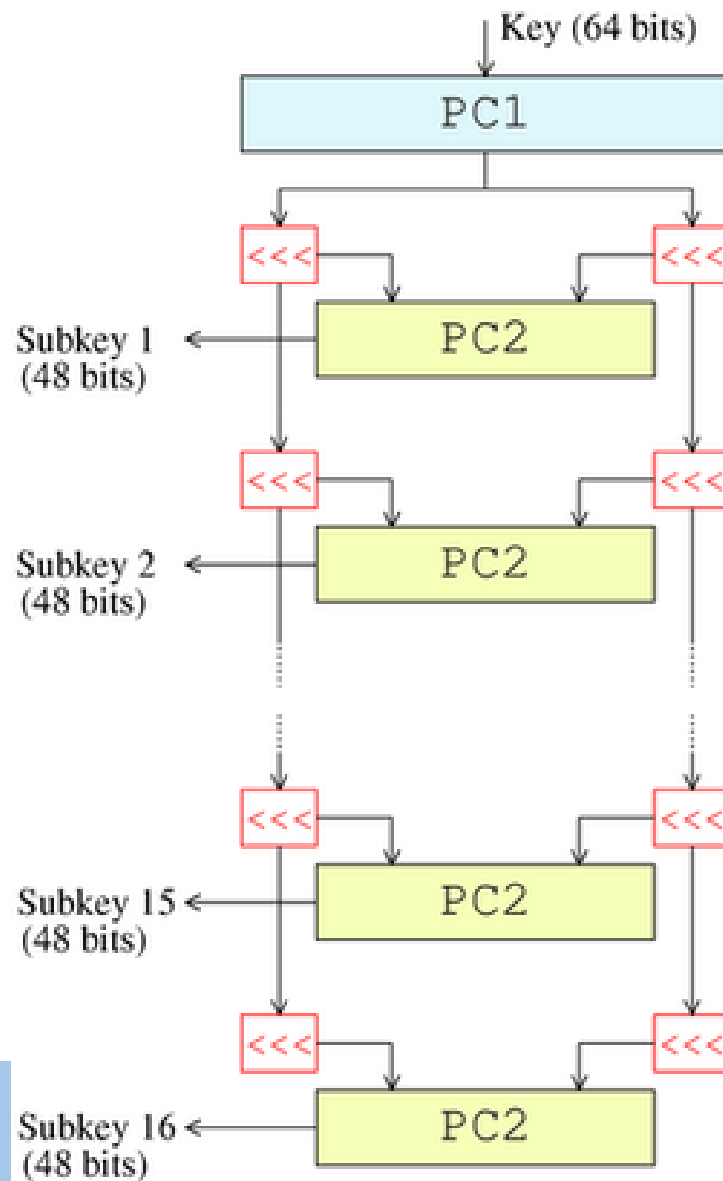 Key (64 bits)
PC1
<<< <<<
PC2
Subkey 1
(48 bits)
<<< <<<
PC2
Subkey 2
(48 bits)
<<< <<<
PC2
Subkey 15
(48 bits)
<<< <<<
PC2
Subkey 16
(48 bits)